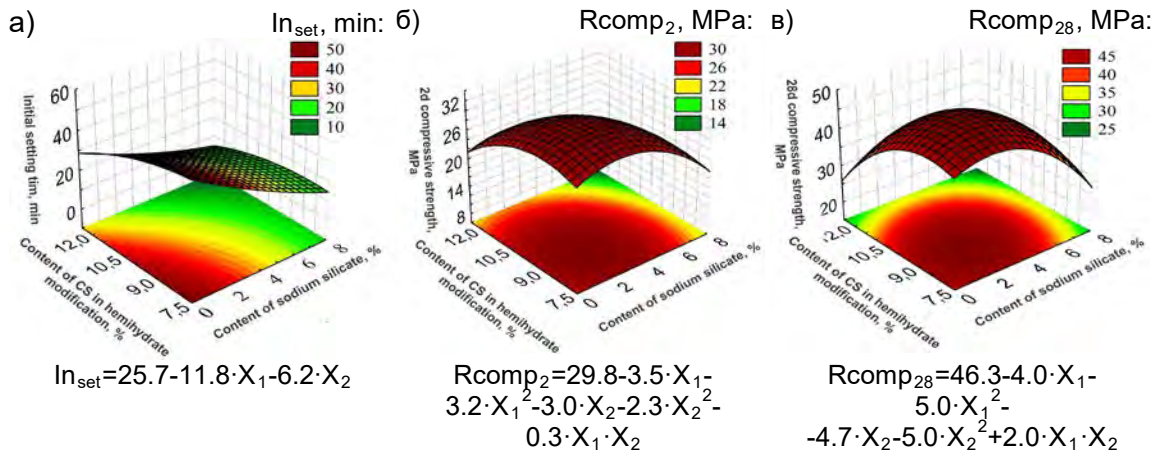 а)
In_set, min:
50
40
30
20
10
60
40
20
0
Initial setting tim, min
12,0
10,5
9,0
7,5
Content of CS in hemihydrate
modification, %
0
2
4
6
8
Content of sodium silicate, %
In_set=25.7-11.8·X₁-6.2·X₂
б)
Rcomp₂, MPa:
30
26
22
18
14
32
26
20
14
8
2d compressive strength,
MPa
12,0
10,5
9,0
7,5
Content of CS in hemihydrate
modification, %
0
2
4
6
8
Content of sodium silicate, %
Rcomp₂=29.8-3.5·X₁-
3.2·X₁²-3.0·X₂-2.3·X₂²-
0.3·X₁·X₂
в)
Rcomp₂₈, MPa:
45
40
35
30
25
50
40
30
20
28d compressive strength,
MPa
-2,0
10,5
9,0
7,5
Content of CS in hemihydrate
modification, %
0
2
4
6
8
Content of sodium silicate, %
Rcomp₂₈=46.3-4.0·X₁-
5.0·X₁²-
-4.7·X₂-5.0·X₂²+2.0·X₁·X₂